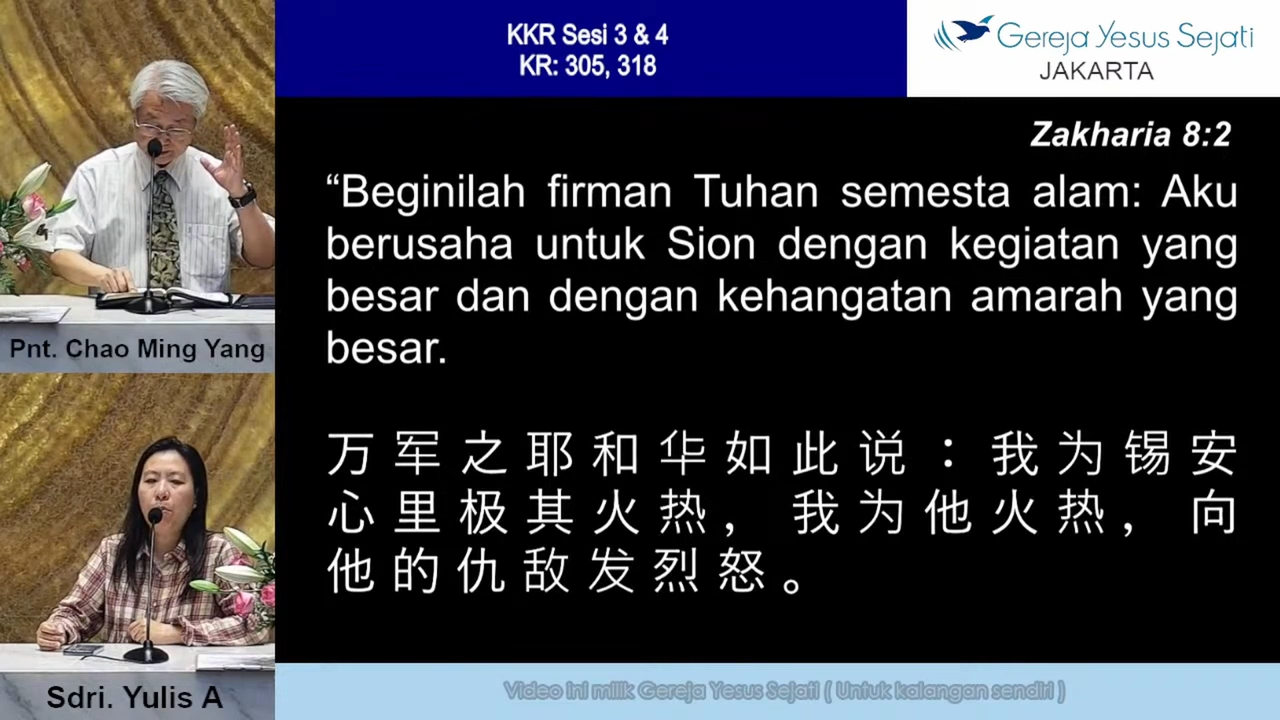 KKR Sesi 3 & 4
KR: 305, 318
Gereja Yesus Sejati
JAKARTA
Zakharia 8:2
“Beginilah firman Tuhan semesta alam: Aku
berusaha untuk Sion dengan kegiatan yang
besar dan dengan kehangatan amarah yang
besar.
万军之耶和华如此说：我为锡安
心里极其火热，我为他火热，向
他的仇敌发烈怒。
Pnt. Chao Ming Yang
Sdri. Yulis A
Video ini milik Gereja Yesus Sejati ( Untuk kalangan sendiri )